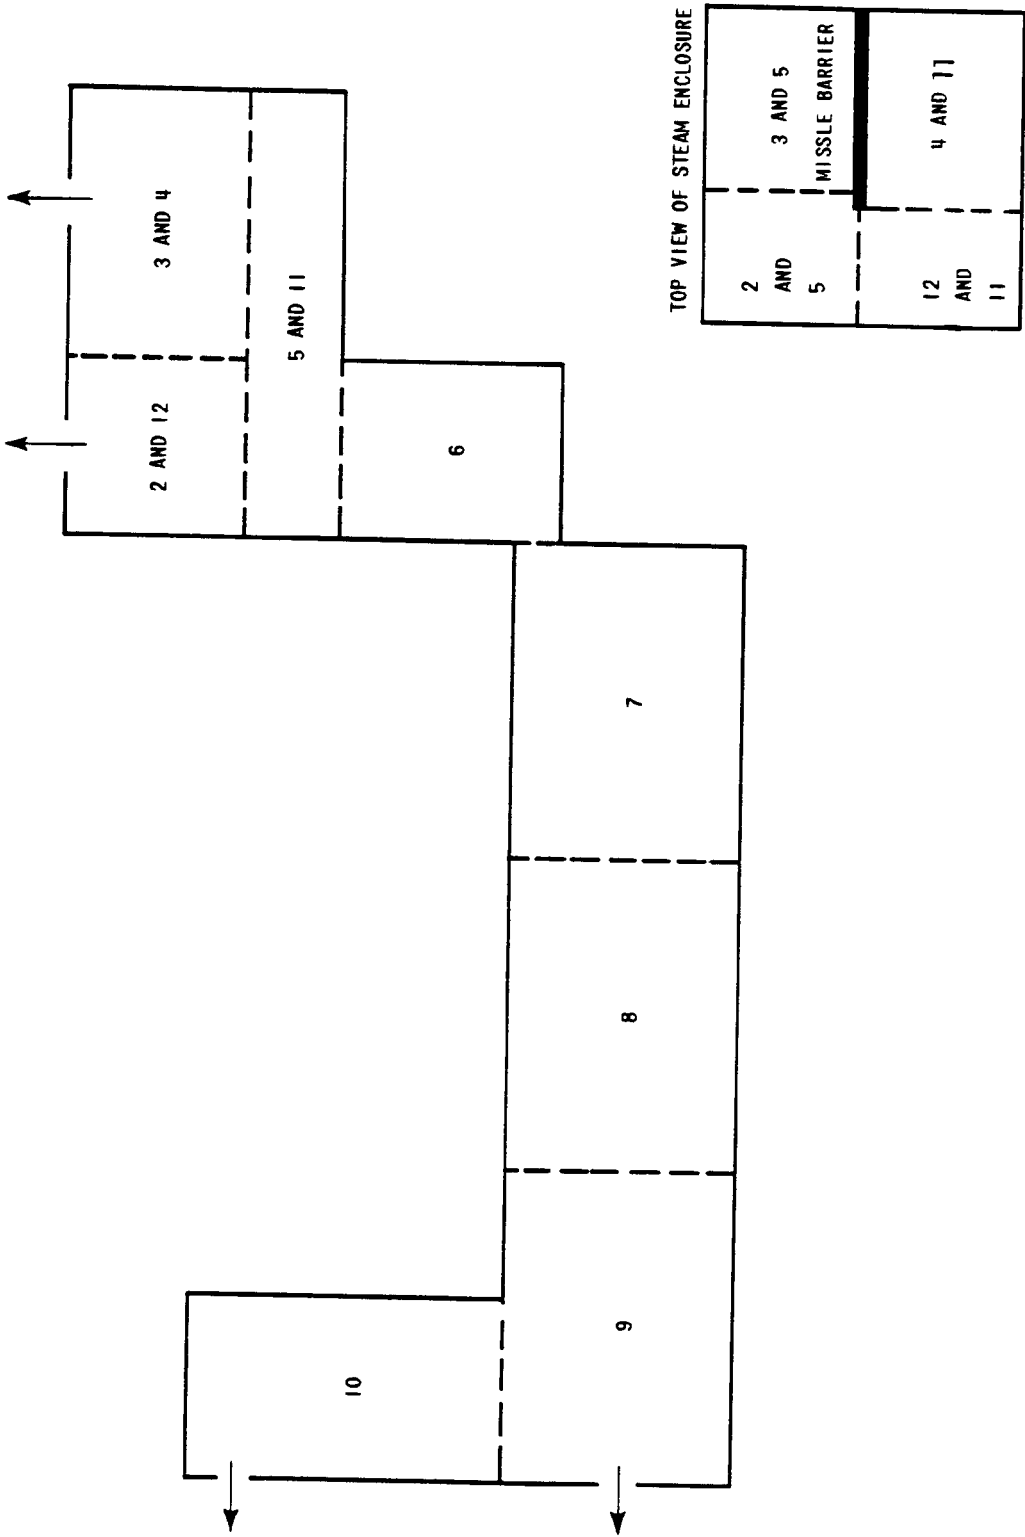 3 AND 4
2 AND 12
5 AND 11
6
7
8
9
10
TOP VIEW OF STEAM ENCLOSURE
3 AND 5
MISSLE BARRIER
4 AND 11
2
AND
5
12
AND
11